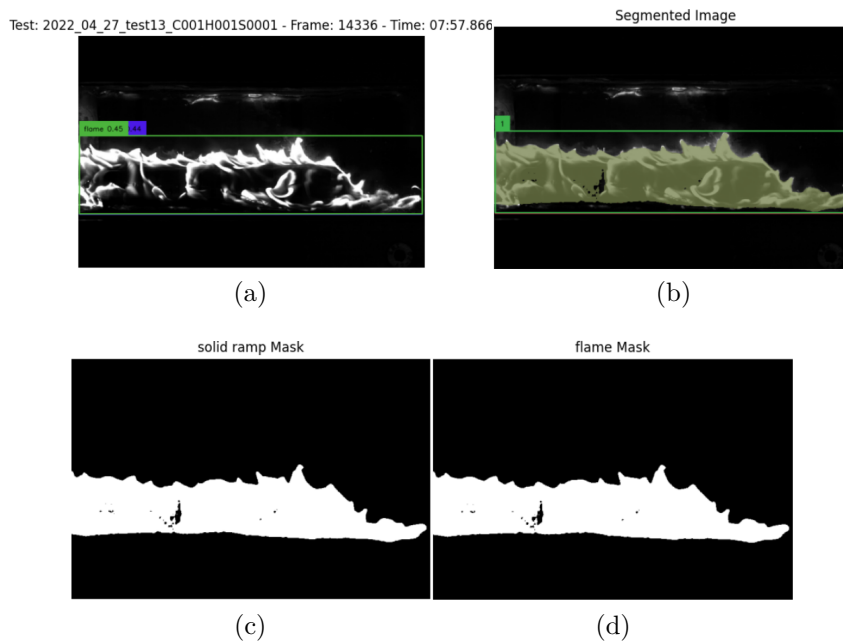 Test: 2022_04_27_test13_C001H001S0001 - Frame: 14336 - Time: 07:57.866
Segmented Image
flame 0.45
.44
1
(a)
(b)
solid ramp Mask
flame Mask
(c)
(d)